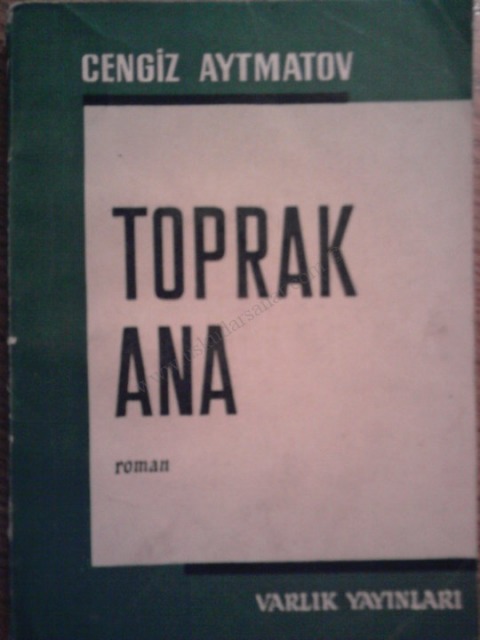 CENGİZ AYTMATOV
TOPRAK
ANA
roman
VARLIK YAYINLARI